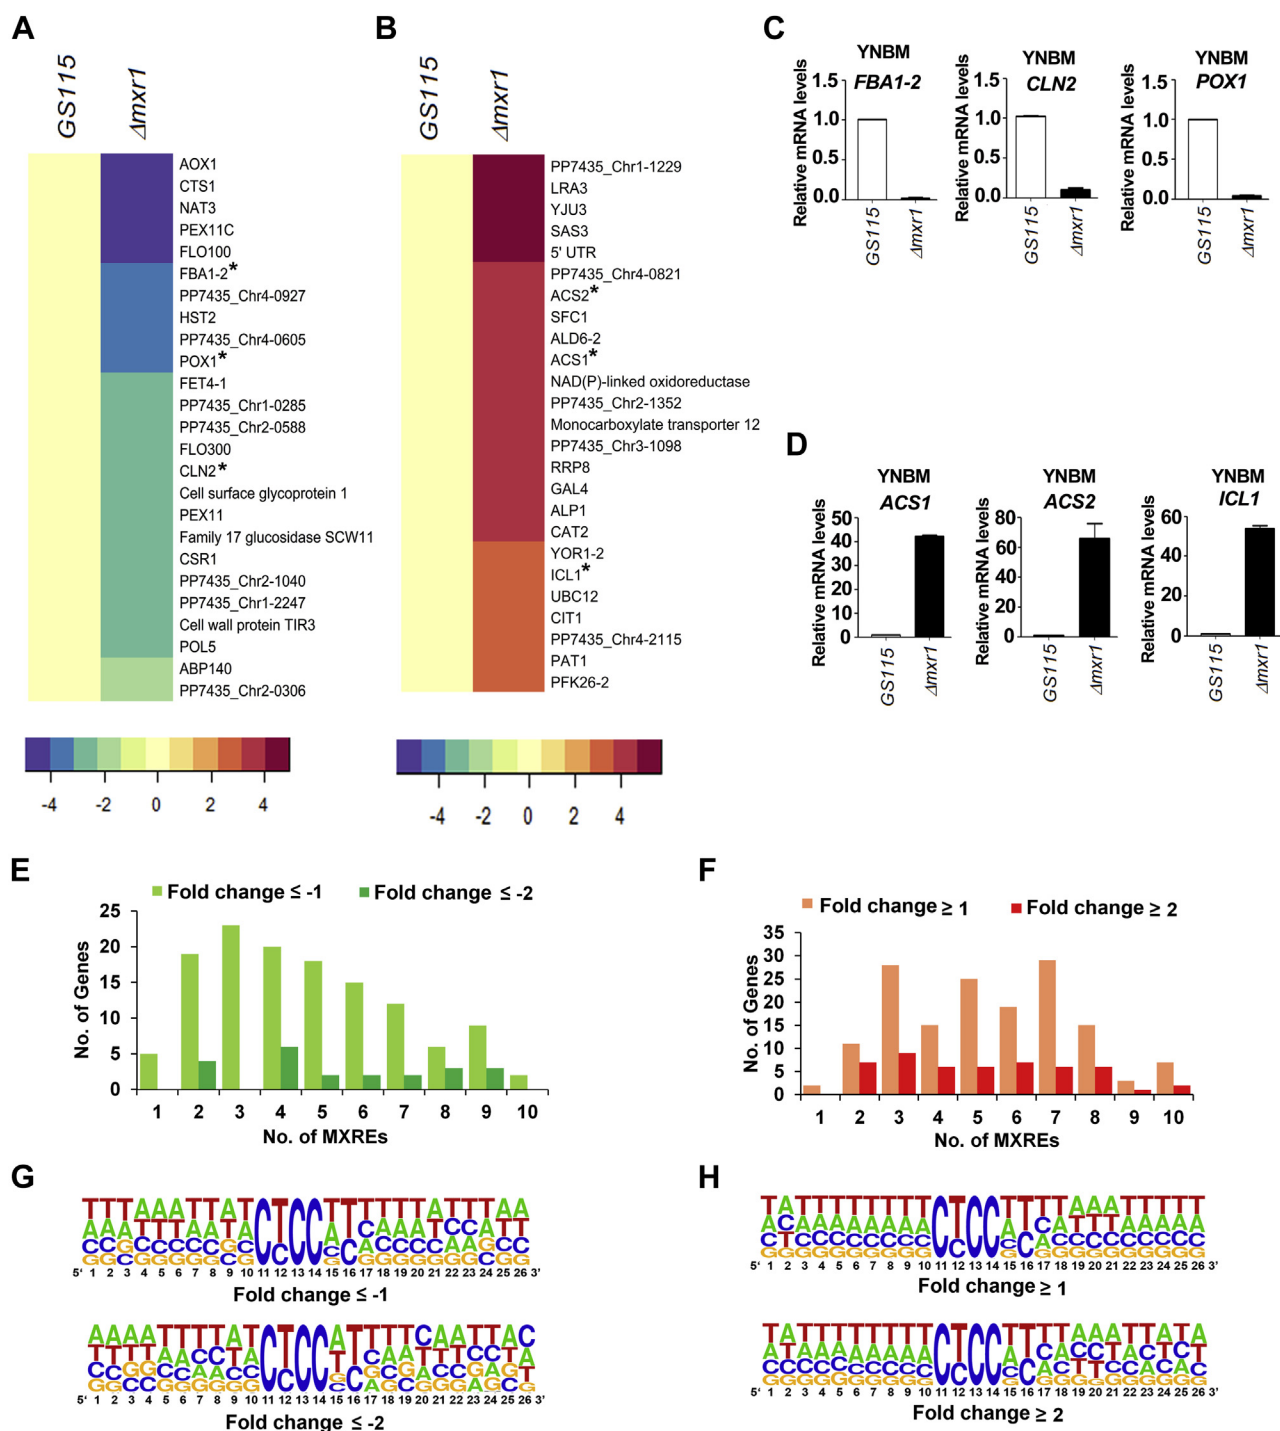 A
GS115
Δmxr1
AOX1
CTS1
NAT3
PEX11C
FLO100
FBA1-2*
PP7435_Chr4-0927
HST2
PP7435_Chr4-0605
POX1*
FET4-1
PP7435_Chr1-0285
PP7435_Chr2-0588
FLO300
CLN2*
Cell surface glycoprotein 1
PEX11
Family 17 glucosidase SCW11
CSR1
PP7435_Chr2-1040
PP7435_Chr1-2247
Cell wall protein TIR3
POL5
ABP140
PP7435_Chr2-0306
-4 -2 0 2 4
B
GS115
Δmxr1
PP7435_Chr1-1229
LRA3
YJU3
SAS3
5' UTR
PP7435_Chr4-0821
ACS2*
SFC1
ALD6-2
ACS1*
NAD(P)-linked oxidoreductase
PP7435_Chr2-1352
Monocarboxylate transporter 12
PP7435_Chr3-1098
RRP8
GAL4
ALP1
CAT2
YOR1-2
ICL1*
UBC12
CIT1
PP7435_Chr4-2115
PAT1
PFK26-2
-4 -2 0 2 4
C
YNBM
FBA1-2
Relative mRNA levels
1.5
1.0
0.5
0.0
GS115
Δmxr1
YNBM
CLN2
Relative mRNA levels
1.5
1.0
0.5
0.0
GS115
Δmxr1
YNBM
POX1
Relative mRNA levels
1.5
1.0
0.5
0.0
GS115
Δmxr1
D
YNBM
ACS1
Relative mRNA levels
50
40
30
20
10
0
GS115
Δmxr1
YNBM
ACS2
Relative mRNA levels
80
60
40
20
0
GS115
Δmxr1
YNBM
ICL1
Relative mRNA levels
60
40
20
0
GS115
Δmxr1
E
Fold change ≤ -1 Fold change ≤ -2
No. of Genes
25
20
15
10
5
0
1 2 3 4 5 6 7 8 9 10
No. of MXREs
F
Fold change ≥ 1 Fold change ≥ 2
No. of Genes
35
30
25
20
15
10
5
0
1 2 3 4 5 6 7 8 9 10
No. of MXREs
G
5' 1 2 3 4 5 6 7 8 9 10 11 12 13 14 15 16 17 18 19 20 21 22 23 24 25 26 3'
Fold change ≤ -1
5' 1 2 3 4 5 6 7 8 9 10 11 12 13 14 15 16 17 18 19 20 21 22 23 24 25 26 3'
Fold change ≤ -2
H
5' 1 2 3 4 5 6 7 8 9 10 11 12 13 14 15 16 17 18 19 20 21 22 23 24 25 26 3'
Fold change ≥ 1
5' 1 2 3 4 5 6 7 8 9 10 11 12 13 14 15 16 17 18 19 20 21 22 23 24 25 26 3'
Fold change ≥ 2